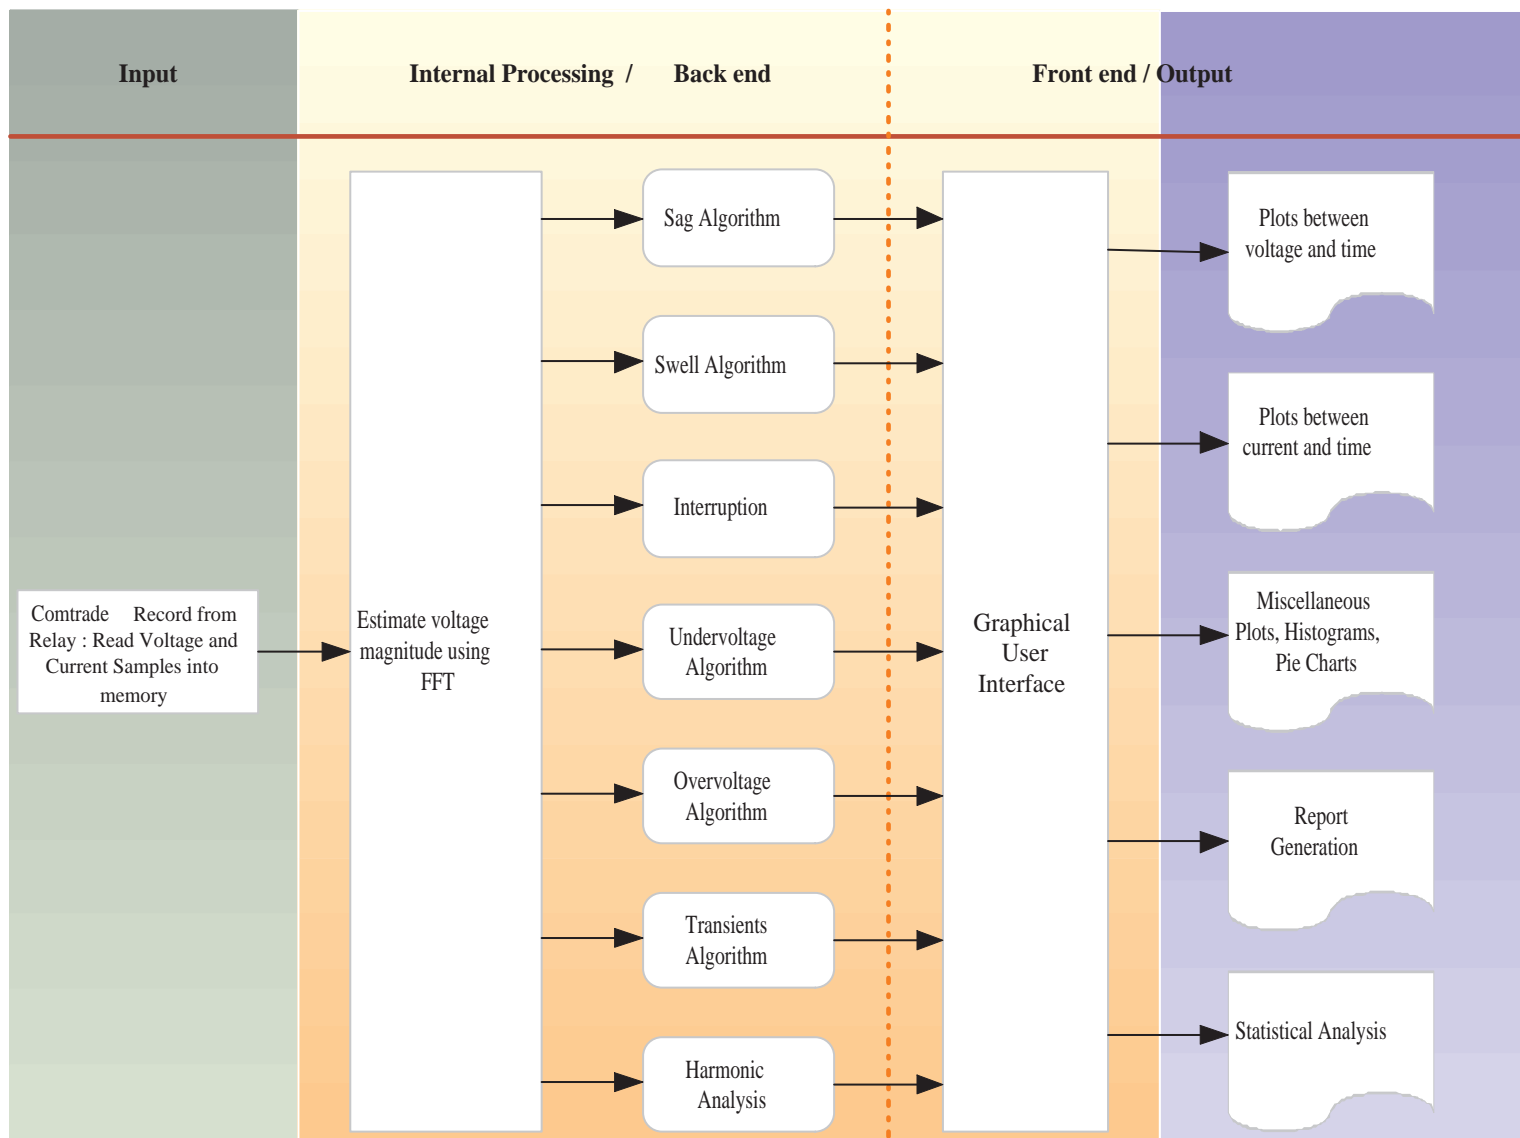 Input
Internal Processing / Back end
Front end / Output
Comtrade Record from
Relay : Read Voltage and
Current Samples into
memory
Estimate voltage
magnitude using
FFT
Sag Algorithm
Swell Algorithm
Interruption
Undervoltage
Algorithm
Overvoltage
Algorithm
Transients
Algorithm
Harmonic
Analysis
Graphical
User
Interface
Plots between
voltage and time
Plots between
current and time
Miscellaneous
Plots, Histograms,
Pie Charts
Report
Generation
Statistical Analysis